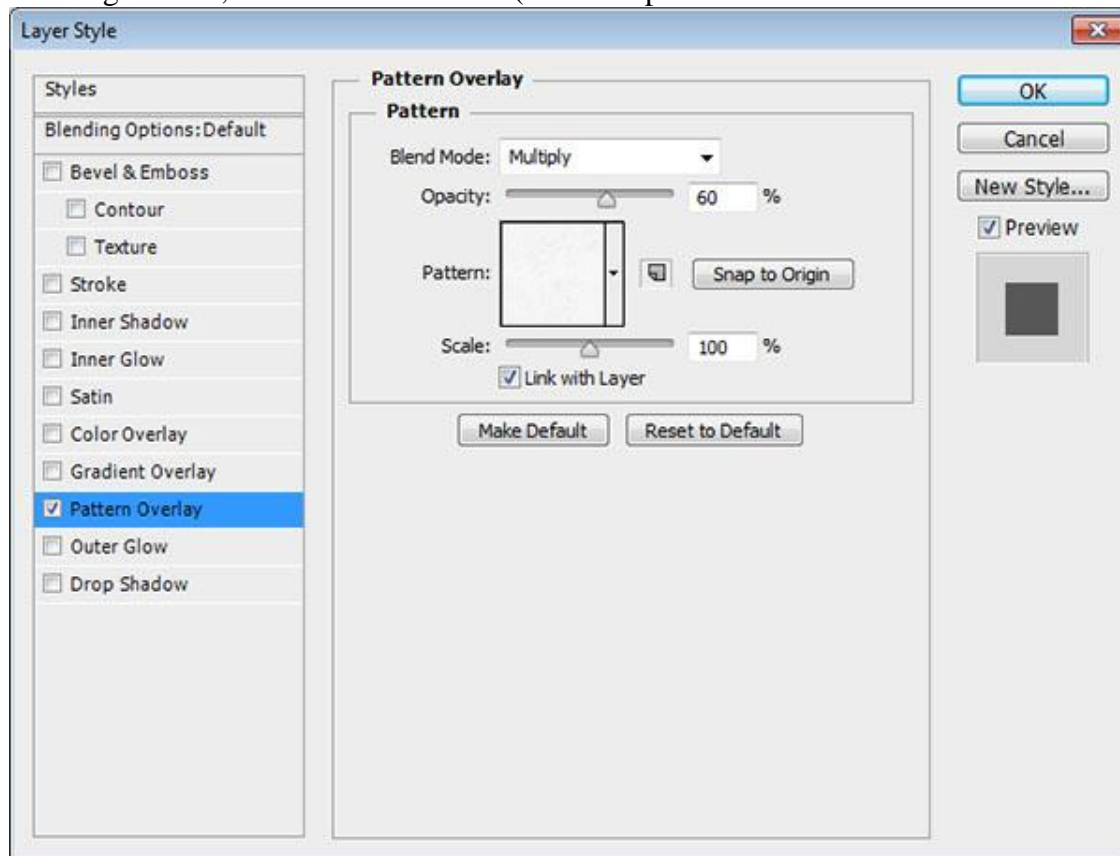 Layer Style
Styles
Blending Options: Default
Bevel & Emboss
Contour
Texture
Stroke
Inner Shadow
Inner Glow
Satin
Color Overlay
Gradient Overlay
Pattern Overlay
Outer Glow
Drop Shadow
Pattern Overlay
Pattern
Blend Mode: Multiply
Opacity: 60 %
Pattern: Snap to Origin
Scale: 100 %
Link with Layer
Make Default Reset to Default
OK
Cancel
New Style...
Preview